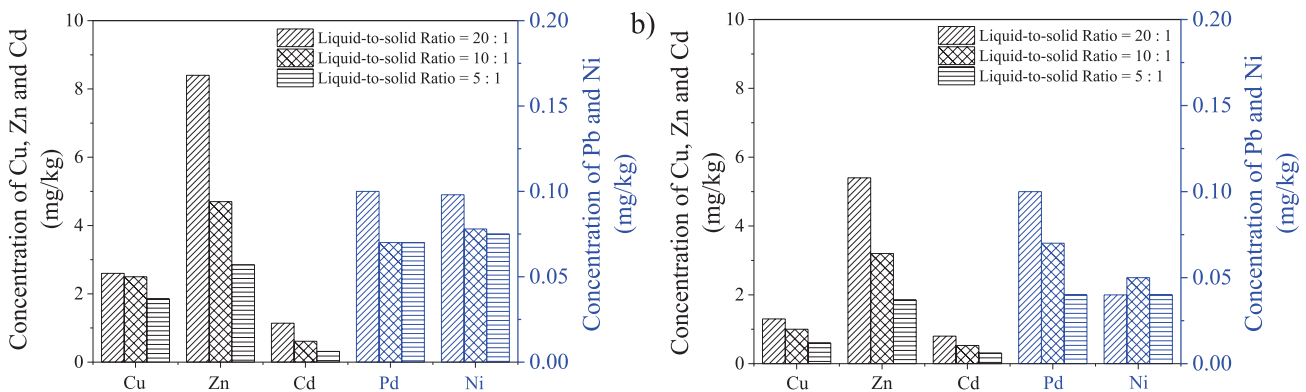 Concentration of Cu, Zn and Cd
(mg/kg)
10
8
6
4
2
0
Liquid-to-solid Ratio = 20 : 1
Liquid-to-solid Ratio = 10 : 1
Liquid-to-solid Ratio = 5 : 1
Cu
Zn
Cd
Pd
Ni
0.20
0.15
0.10
0.05
0.00
Concentration of Pb and Ni
(mg/kg)
b)
Concentration of Cu, Zn and Cd
(mg/kg)
10
8
6
4
2
0
Liquid-to-solid Ratio = 20 : 1
Liquid-to-solid Ratio = 10 : 1
Liquid-to-solid Ratio = 5 : 1
Cu
Zn
Cd
Pd
Ni
0.20
0.15
0.10
0.05
0.00
Concentration of Pb and Ni
(mg/kg)